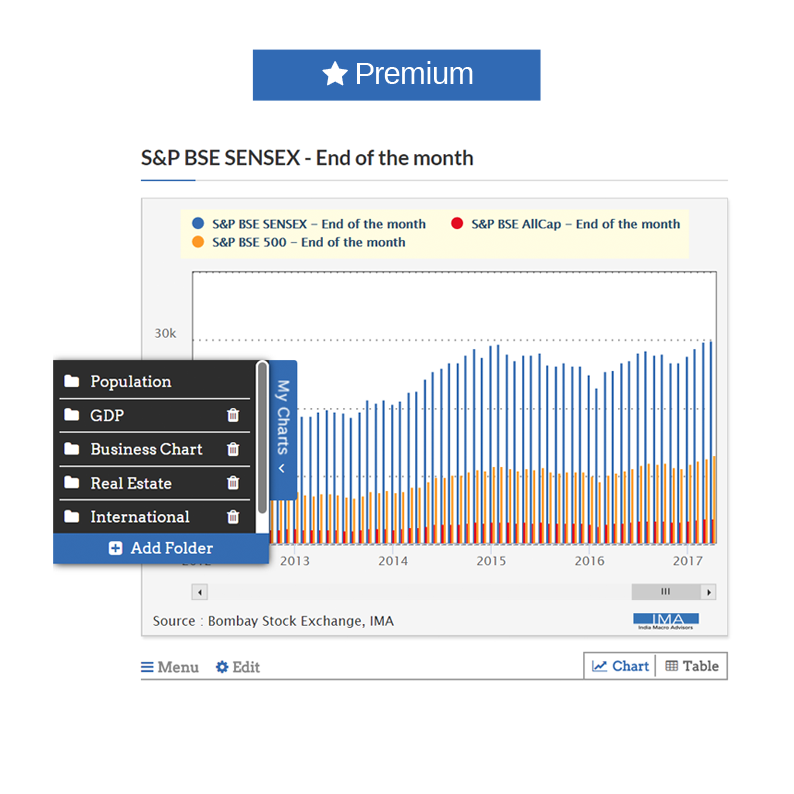 Premium
S&P BSE SENSEX - End of the month
S&P BSE SENSEX – End of the month
S&P BSE AllCap – End of the month
S&P BSE 500 – End of the month
30k
Population
GDP
Business Chart
Real Estate
International
Add Folder
My Charts
2012 2013 2014 2015 2016 2017
Source : Bombay Stock Exchange, IMA
IMA
India Macro Advisors
Menu Edit
Chart Table